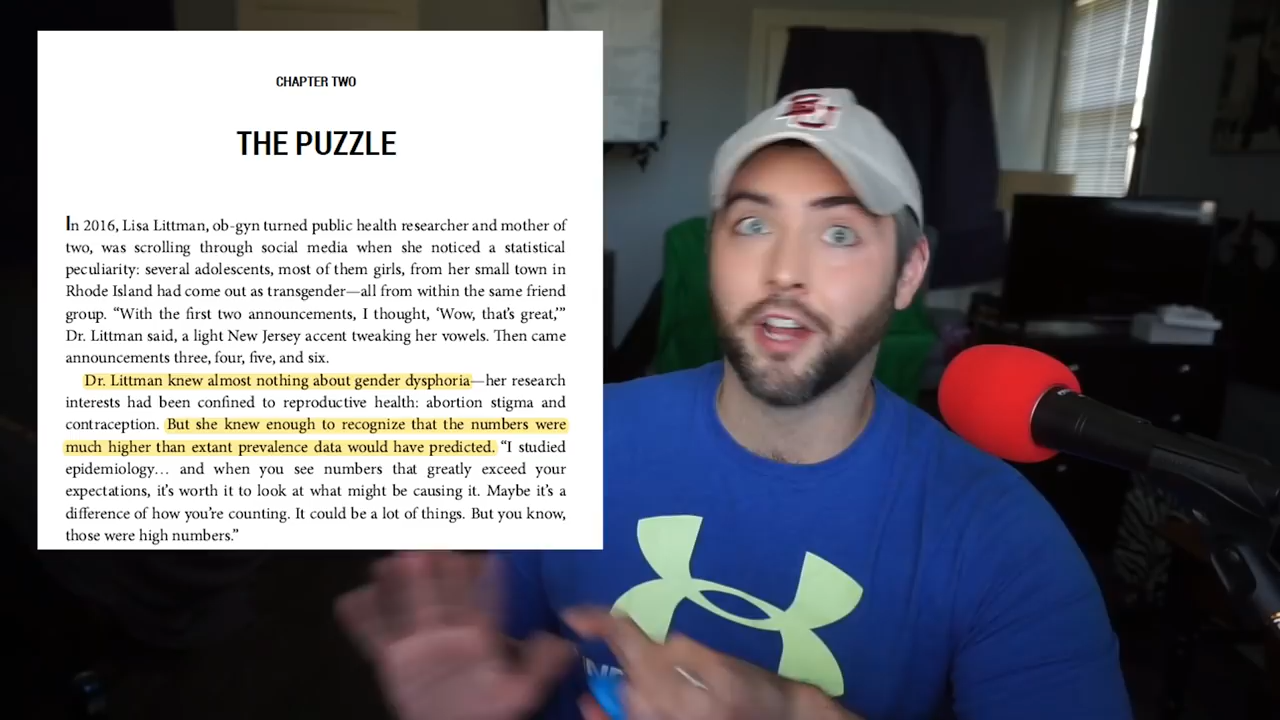 CHAPTER TWO
THE PUZZLE
In 2016, Lisa Littman, ob-gyn turned public health researcher and mother of
two, was scrolling through social media when she noticed a statistical
peculiarity: several adolescents, most of them girls, from her small town in
Rhode Island had come out as transgender—all from within the same friend
group. “With the first two announcements, I thought, ‘Wow, that’s great,’”
Dr. Littman said, a light New Jersey accent tweaking her vowels. Then came
announcements three, four, five, and six.
Dr. Littman knew almost nothing about gender dysphoria—her research
interests had been confined to reproductive health: abortion stigma and
contraception. But she knew enough to recognize that the numbers were
much higher than extant prevalence data would have predicted. “I studied
epidemiology… and when you see numbers that greatly exceed your
expectations, it’s worth it to look at what might be causing it. Maybe it’s a
difference of how you’re counting. It could be a lot of things. But you know,
those were high numbers.”